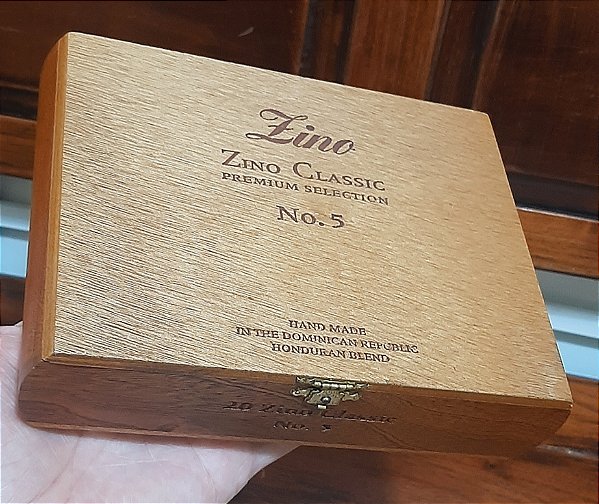 Zino
ZINO CLASSIC
PREMIUM SELECTION
No. 5
HAND MADE
IN THE DOMINICAN REPUBLIC
HONDURAN BLEND
20 Zino Classic
No. 5